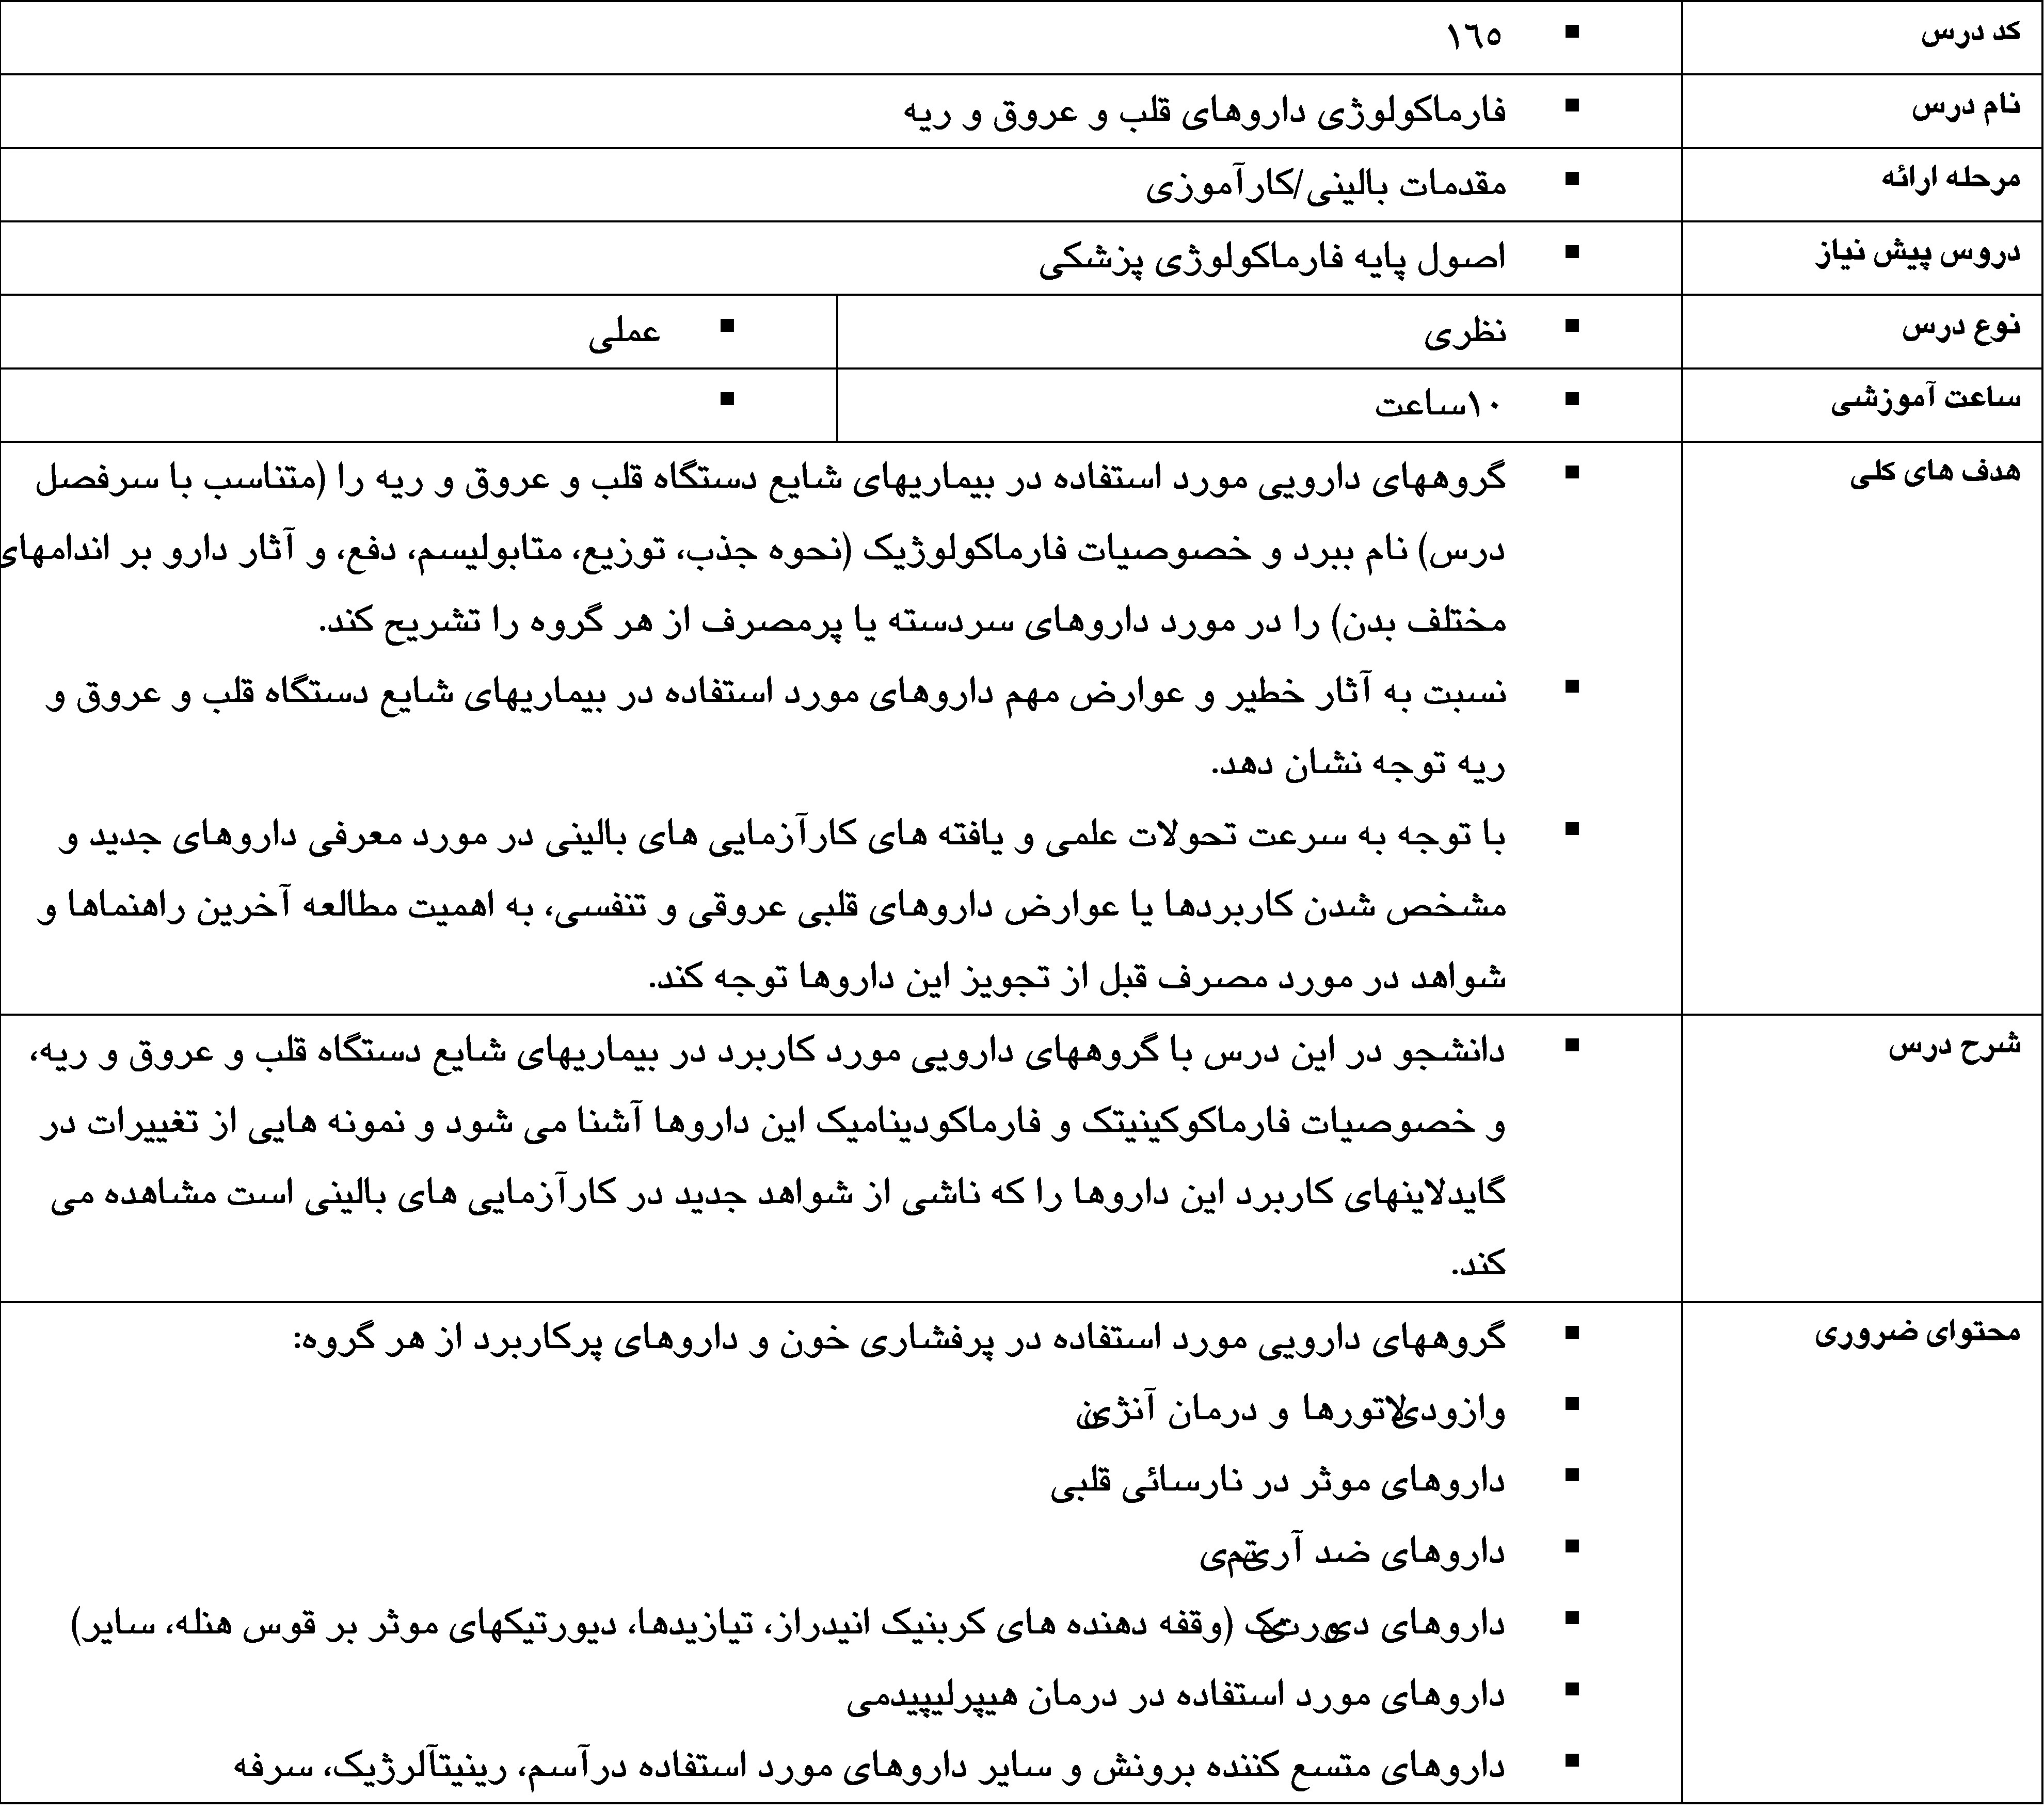 کد درس
١٦٥
نام درس
فارماکولوژی داروهای قلب و عروق و ریه
مرحله ارائه
مقدمات بالینی/کارآموزی
دروس پیش نیاز
اصول پایه فارماکولوژی پزشکی
نوع درس
نظری
عملی
ساعت آموزشی
١٠ساعت
هدف های کلی
گروههای دارویی مورد استفاده در بیماریهای شایع دستگاه قلب و عروق و ریه را (متناسب با سرفصل
درس) نام ببرد و خصوصیات فارماکولوژیک (نحوه جذب، توزیع، متابولیسم، دفع، و آثار دارو بر اندامهای
مختلف بدن) را در مورد داروهای سردسته یا پرمصرف از هر گروه را تشریح کند.
نسبت به آثار خطیر و عوارض مهم داروهای مورد استفاده در بیماریهای شایع دستگاه قلب و عروق و
ریه توجه نشان دهد.
با توجه به سرعت تحولات علمی و یافته های کارآزمایی های بالینی در مورد معرفی داروهای جدید و
مشخص شدن کاربردها یا عوارض داروهای قلبی عروقی و تنفسی، به اهمیت مطالعه آخرین راهنماها و
شواهد در مورد مصرف قبل از تجویز این داروها توجه کند.
شرح درس
دانشجو در این درس با گروههای دارویی مورد کاربرد در بیماریهای شایع دستگاه قلب و عروق و ریه،
و خصوصیات فارماکوکینیتک و فارماکودینامیک این داروها آشنا می شود و نمونه هایی از تغییرات در
گایدلاینهای کاربرد این داروها را که ناشی از شواهد جدید در کارآزمایی های بالینی است مشاهده می
کند.
محتوای ضروری
گروههای دارویی مورد استفاده در پرفشاری خون و داروهای پرکاربرد از هر گروه:
وازودیلاتورها و درمان آنژین
داروهای موثر در نارسائی قلبی
داروهای ضد آریتمی
داروهای دیورتیک (وقفه دهنده های کربنیک انیدراز، تیازیدها، دیورتیکهای موثر بر قوس هنله، سایر)
داروهای مورد استفاده در درمان هیپرلیپیدمی
داروهای متسع کننده برونش و سایر داروهای مورد استفاده درآسم، رینیتآلرژیک، سرفه